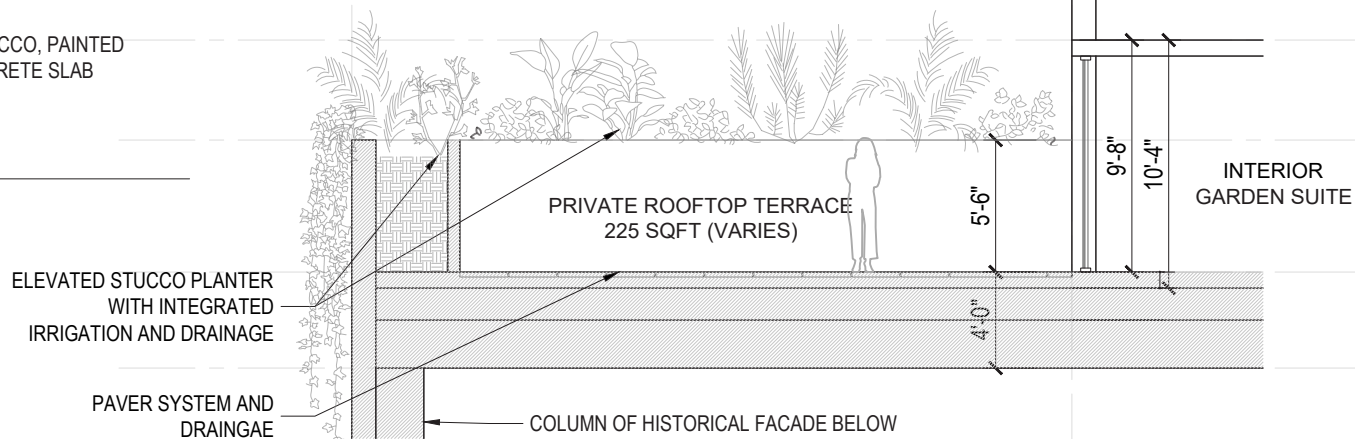 CCO, PAINTED
RETE SLAB
9'-8"
10'-4"
INTERIOR
GARDEN SUITE
PRIVATE ROOFTOP TERRACE
225 SQFT (VARIES)
5'-6"
ELEVATED STUCCO PLANTER
WITH INTEGRATED
IRRIGATION AND DRAINAGE
4'-0"
PAVER SYSTEM AND
DRAINGAE
COLUMN OF HISTORICAL FACADE BELOW